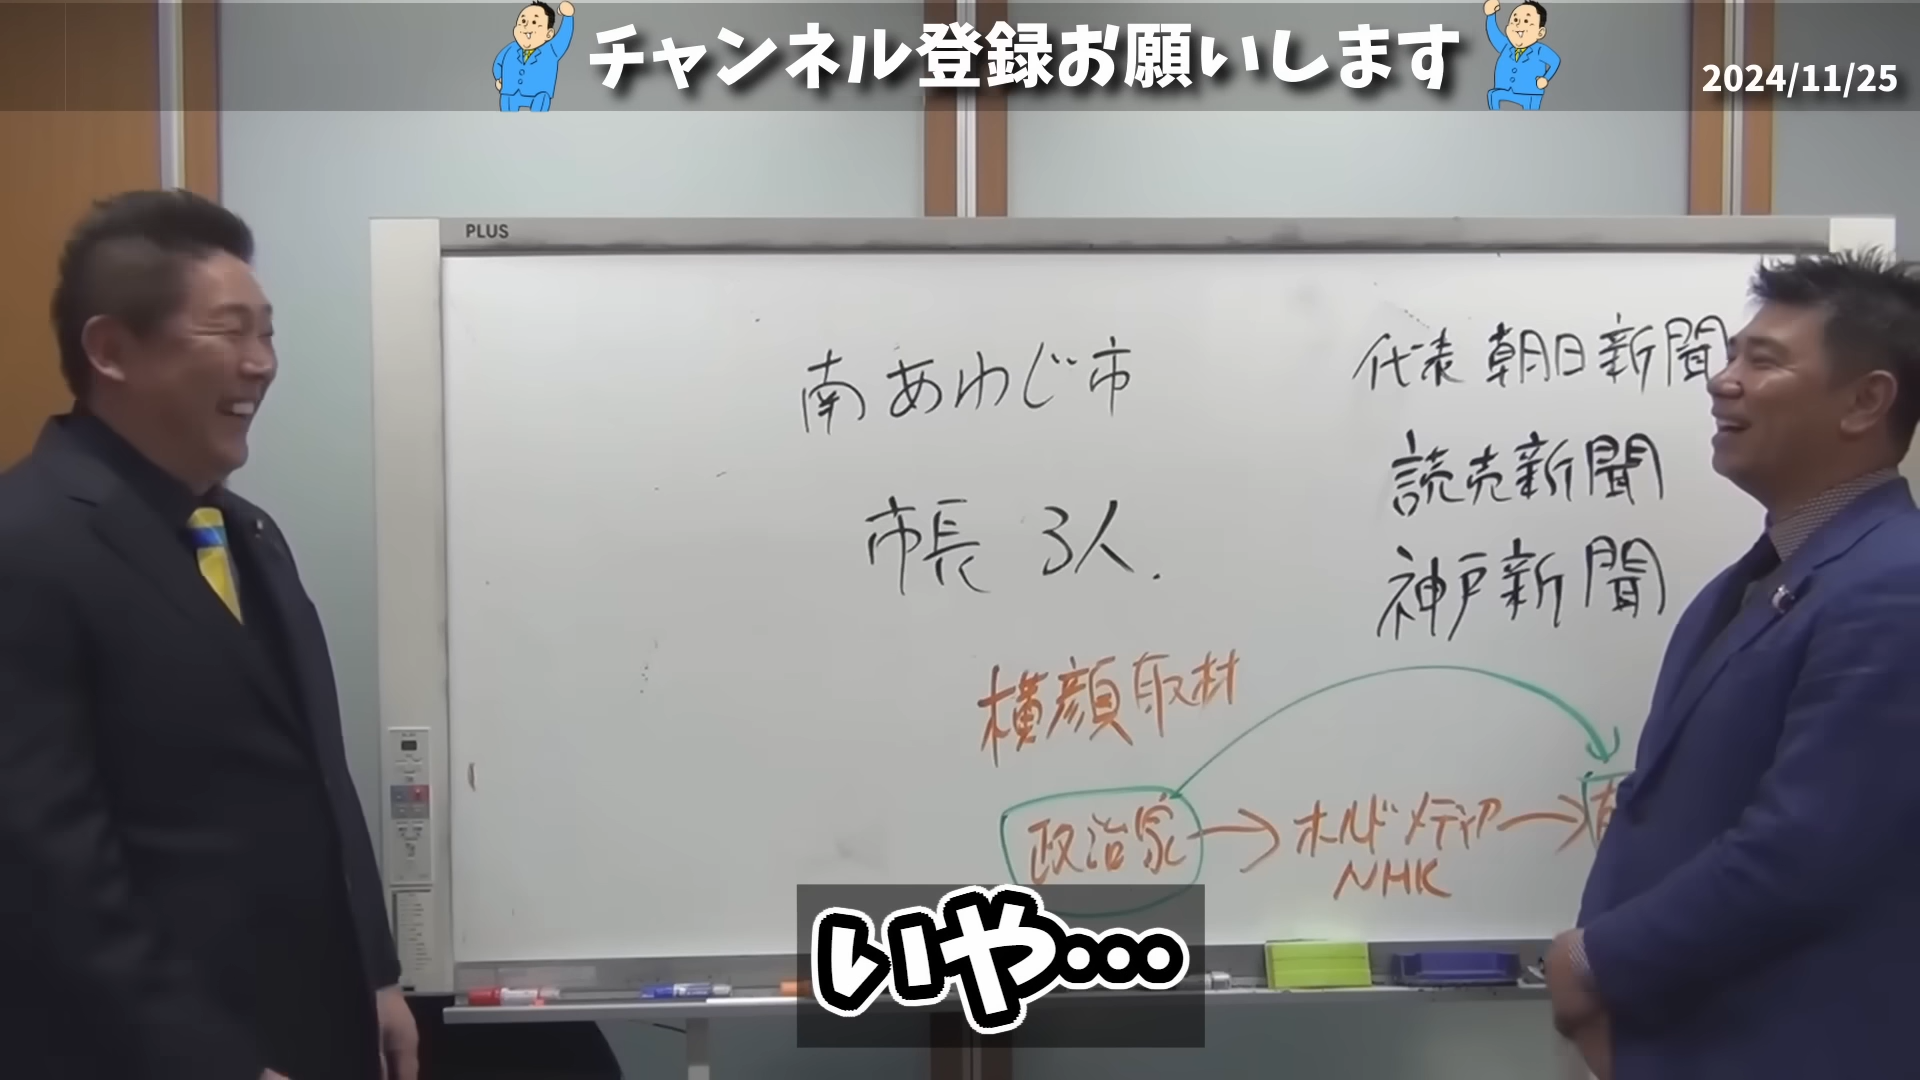 チャンネル登録お願いします
2024/11/25
PLUS
南あわじ市
市長 3人.
代表 朝日新聞
読売新聞
神戸新聞
横顔取材
政治家→オルドメディア→
NHK
いや…